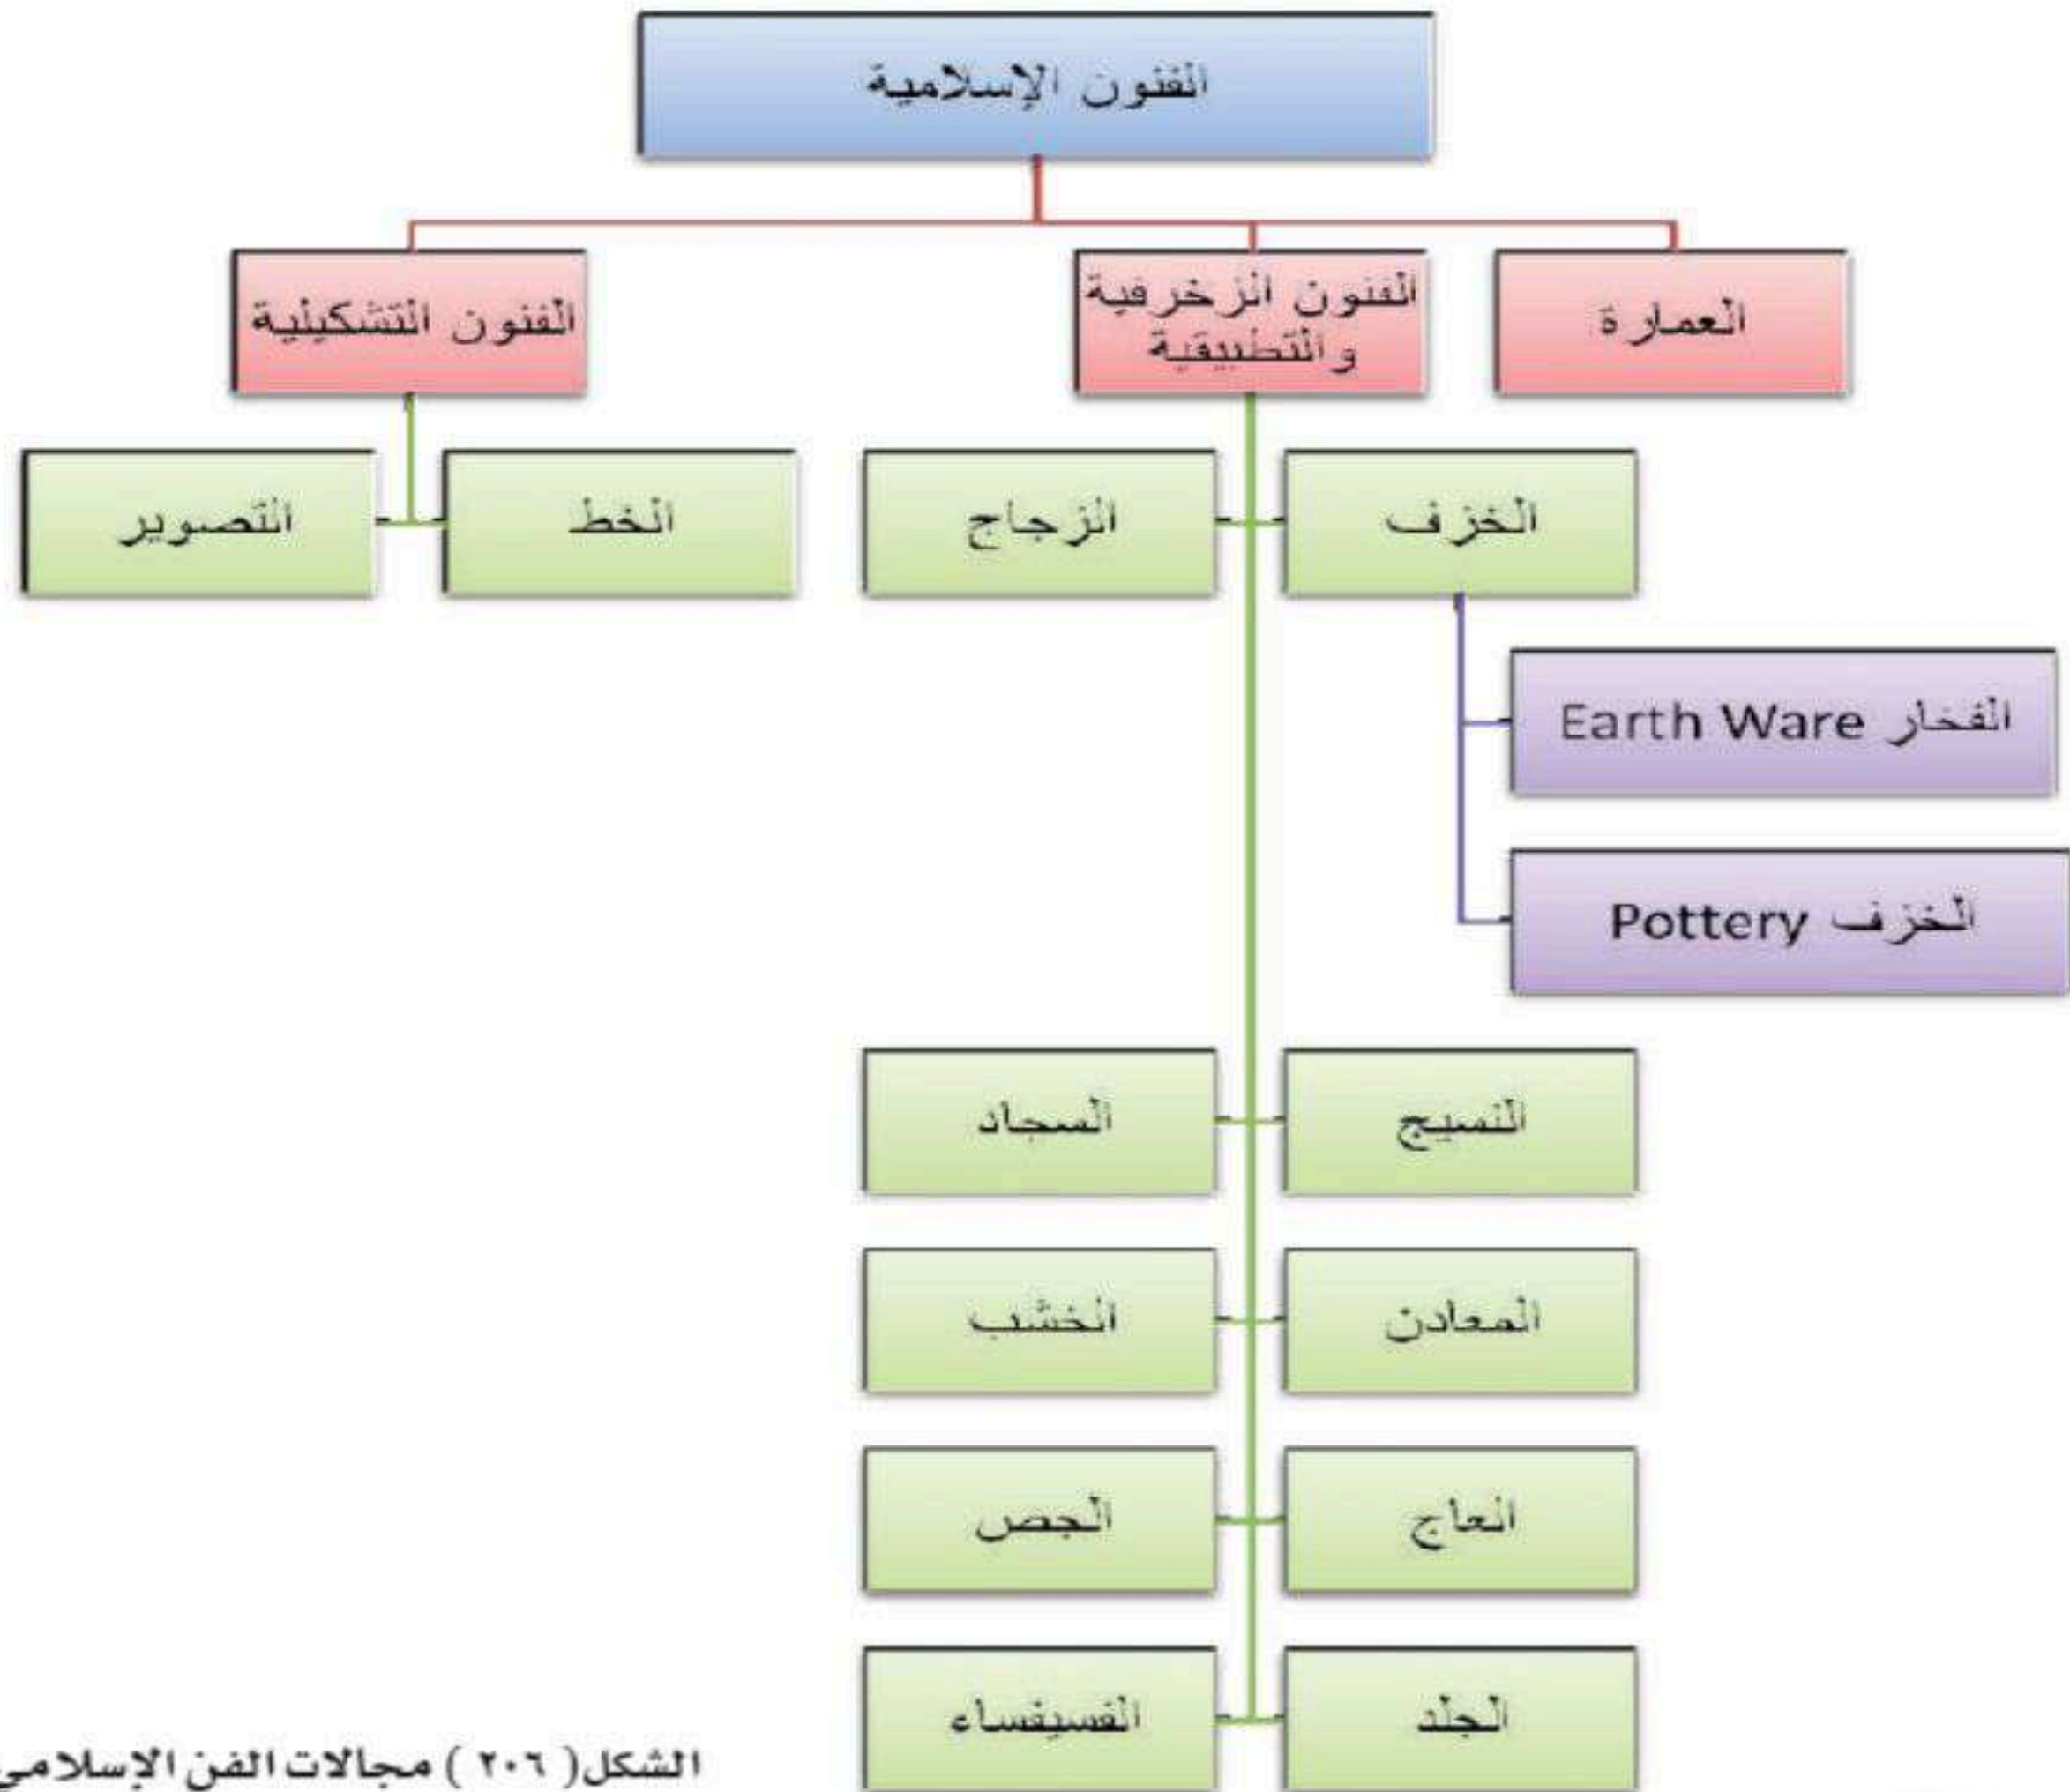 الفنون الإسلامية
العمارة
الفنون الزخرفية
والتطبيقية
الفنون التشكيلية
الخزف
الزجاج
الخط
التصوير
الفخار Earth Ware
الخزف Pottery
النسيج
السجاد
المعادن
الخشب
العاج
الجص
الجلد
الفسيفساء
الشكل( ٢٠٦ ) مجالات الفن الإسلامي